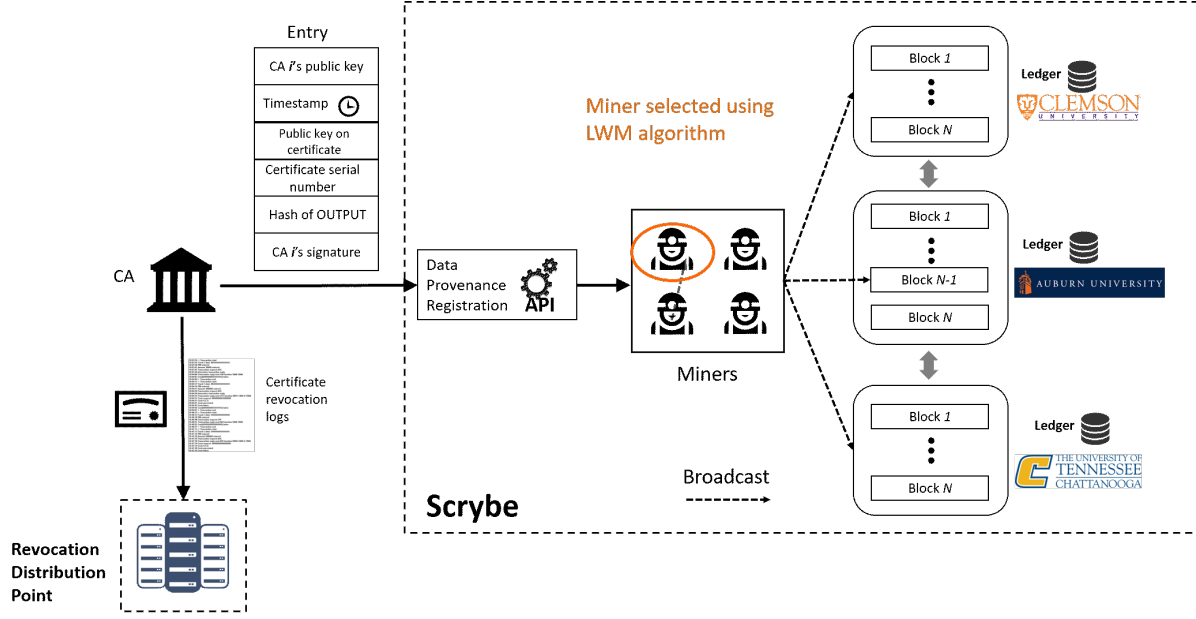 Entry
CA i's public key
Timestamp
Public key on
certificate
Certificate serial
number
Hash of OUTPUT
CA i's signature
CA
Certificate
revocation
logs
Revocation
Distribution
Point
Data
Provenance
Registration
API
Miner selected using
LWM algorithm
Miners
Broadcast
Scrybe
Block 1
Block N
Ledger
CLEMSON
UNIVERSITY
Block 1
Block N-1
Block N
Ledger
AUBURN UNIVERSITY
Block 1
Block N
Ledger
THE UNIVERSITY OF
TENNESSEE
CHATTANOOGA